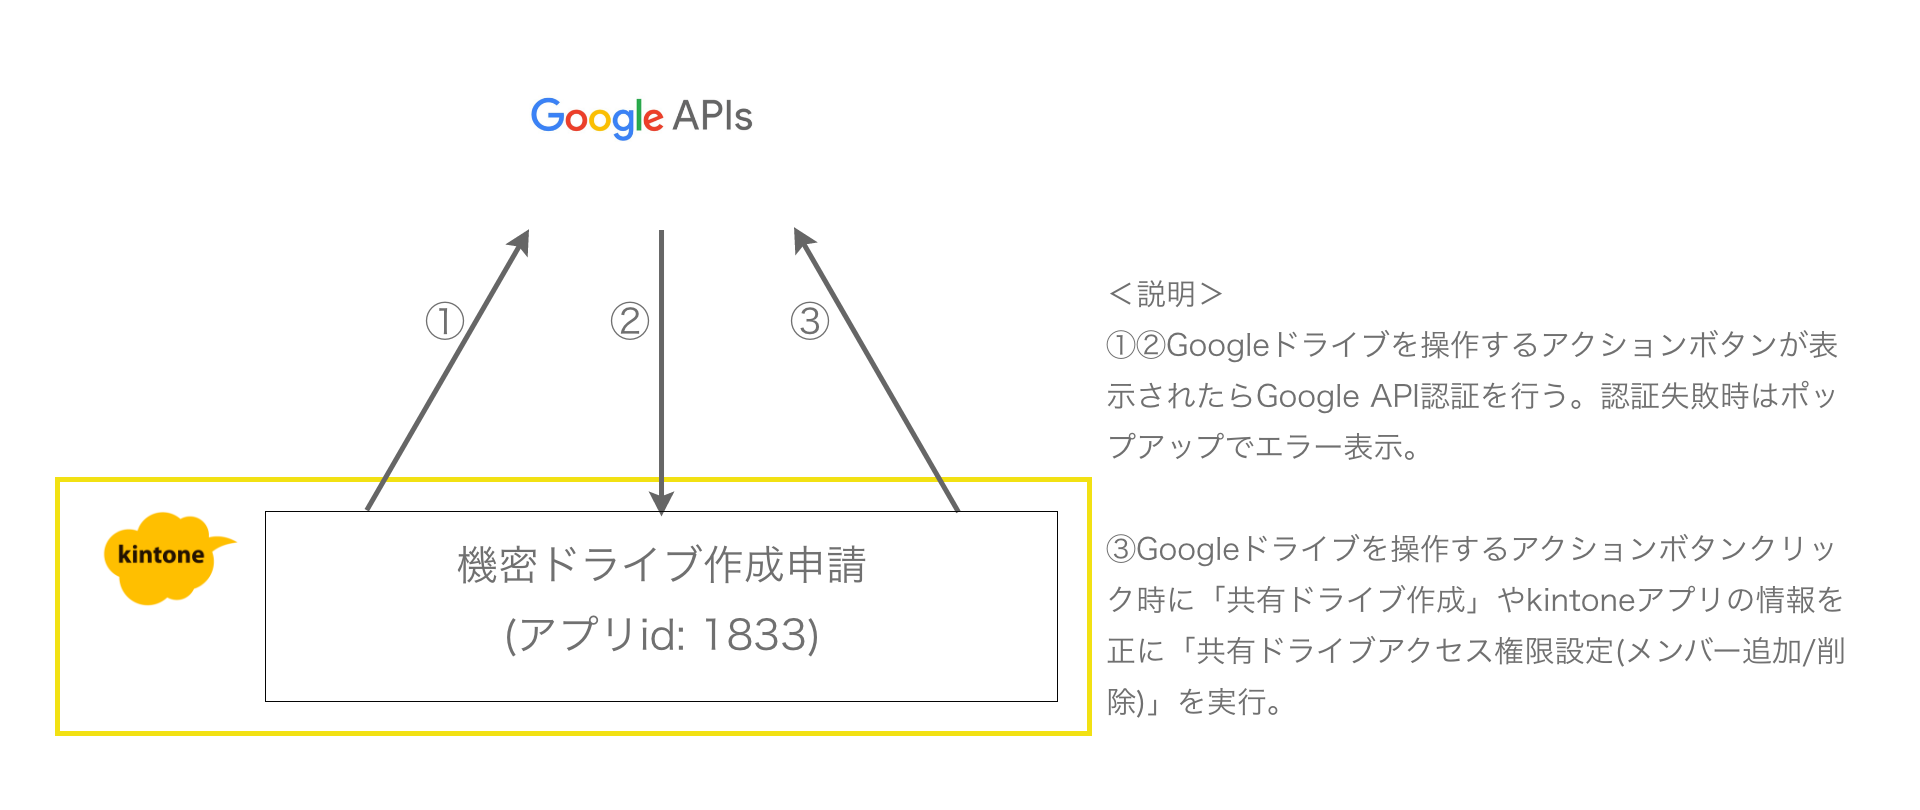 Google APIs
①
②
③
kintone
機密ドライブ作成申請
(アプリid: 1833)
＜説明＞
①②Googleドライブを操作するアクションボタンが表
示されたらGoogle API認証を行う。認証失敗時はポッ
プアップでエラー表示。
③Googleドライブを操作するアクションボタンクリッ
ク時に「共有ドライブ作成」やkintoneアプリの情報を
正に「共有ドライブアクセス権限設定(メンバー追加/削
除)」を実行。